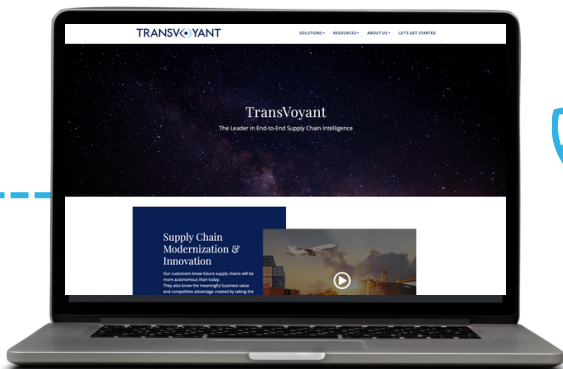 TRANSVOYANT
SOLUTIONS RESOURCES ABOUT US LET'S GET STARTED
TransVoyant
The Leader in End-to-End Supply Chain Intelligence
Supply Chain
Modernization &
Innovation
Our customers know future supply chains will be
more autonomous than today.
They also know the meaningful business value
and competitive advantage created by taking the